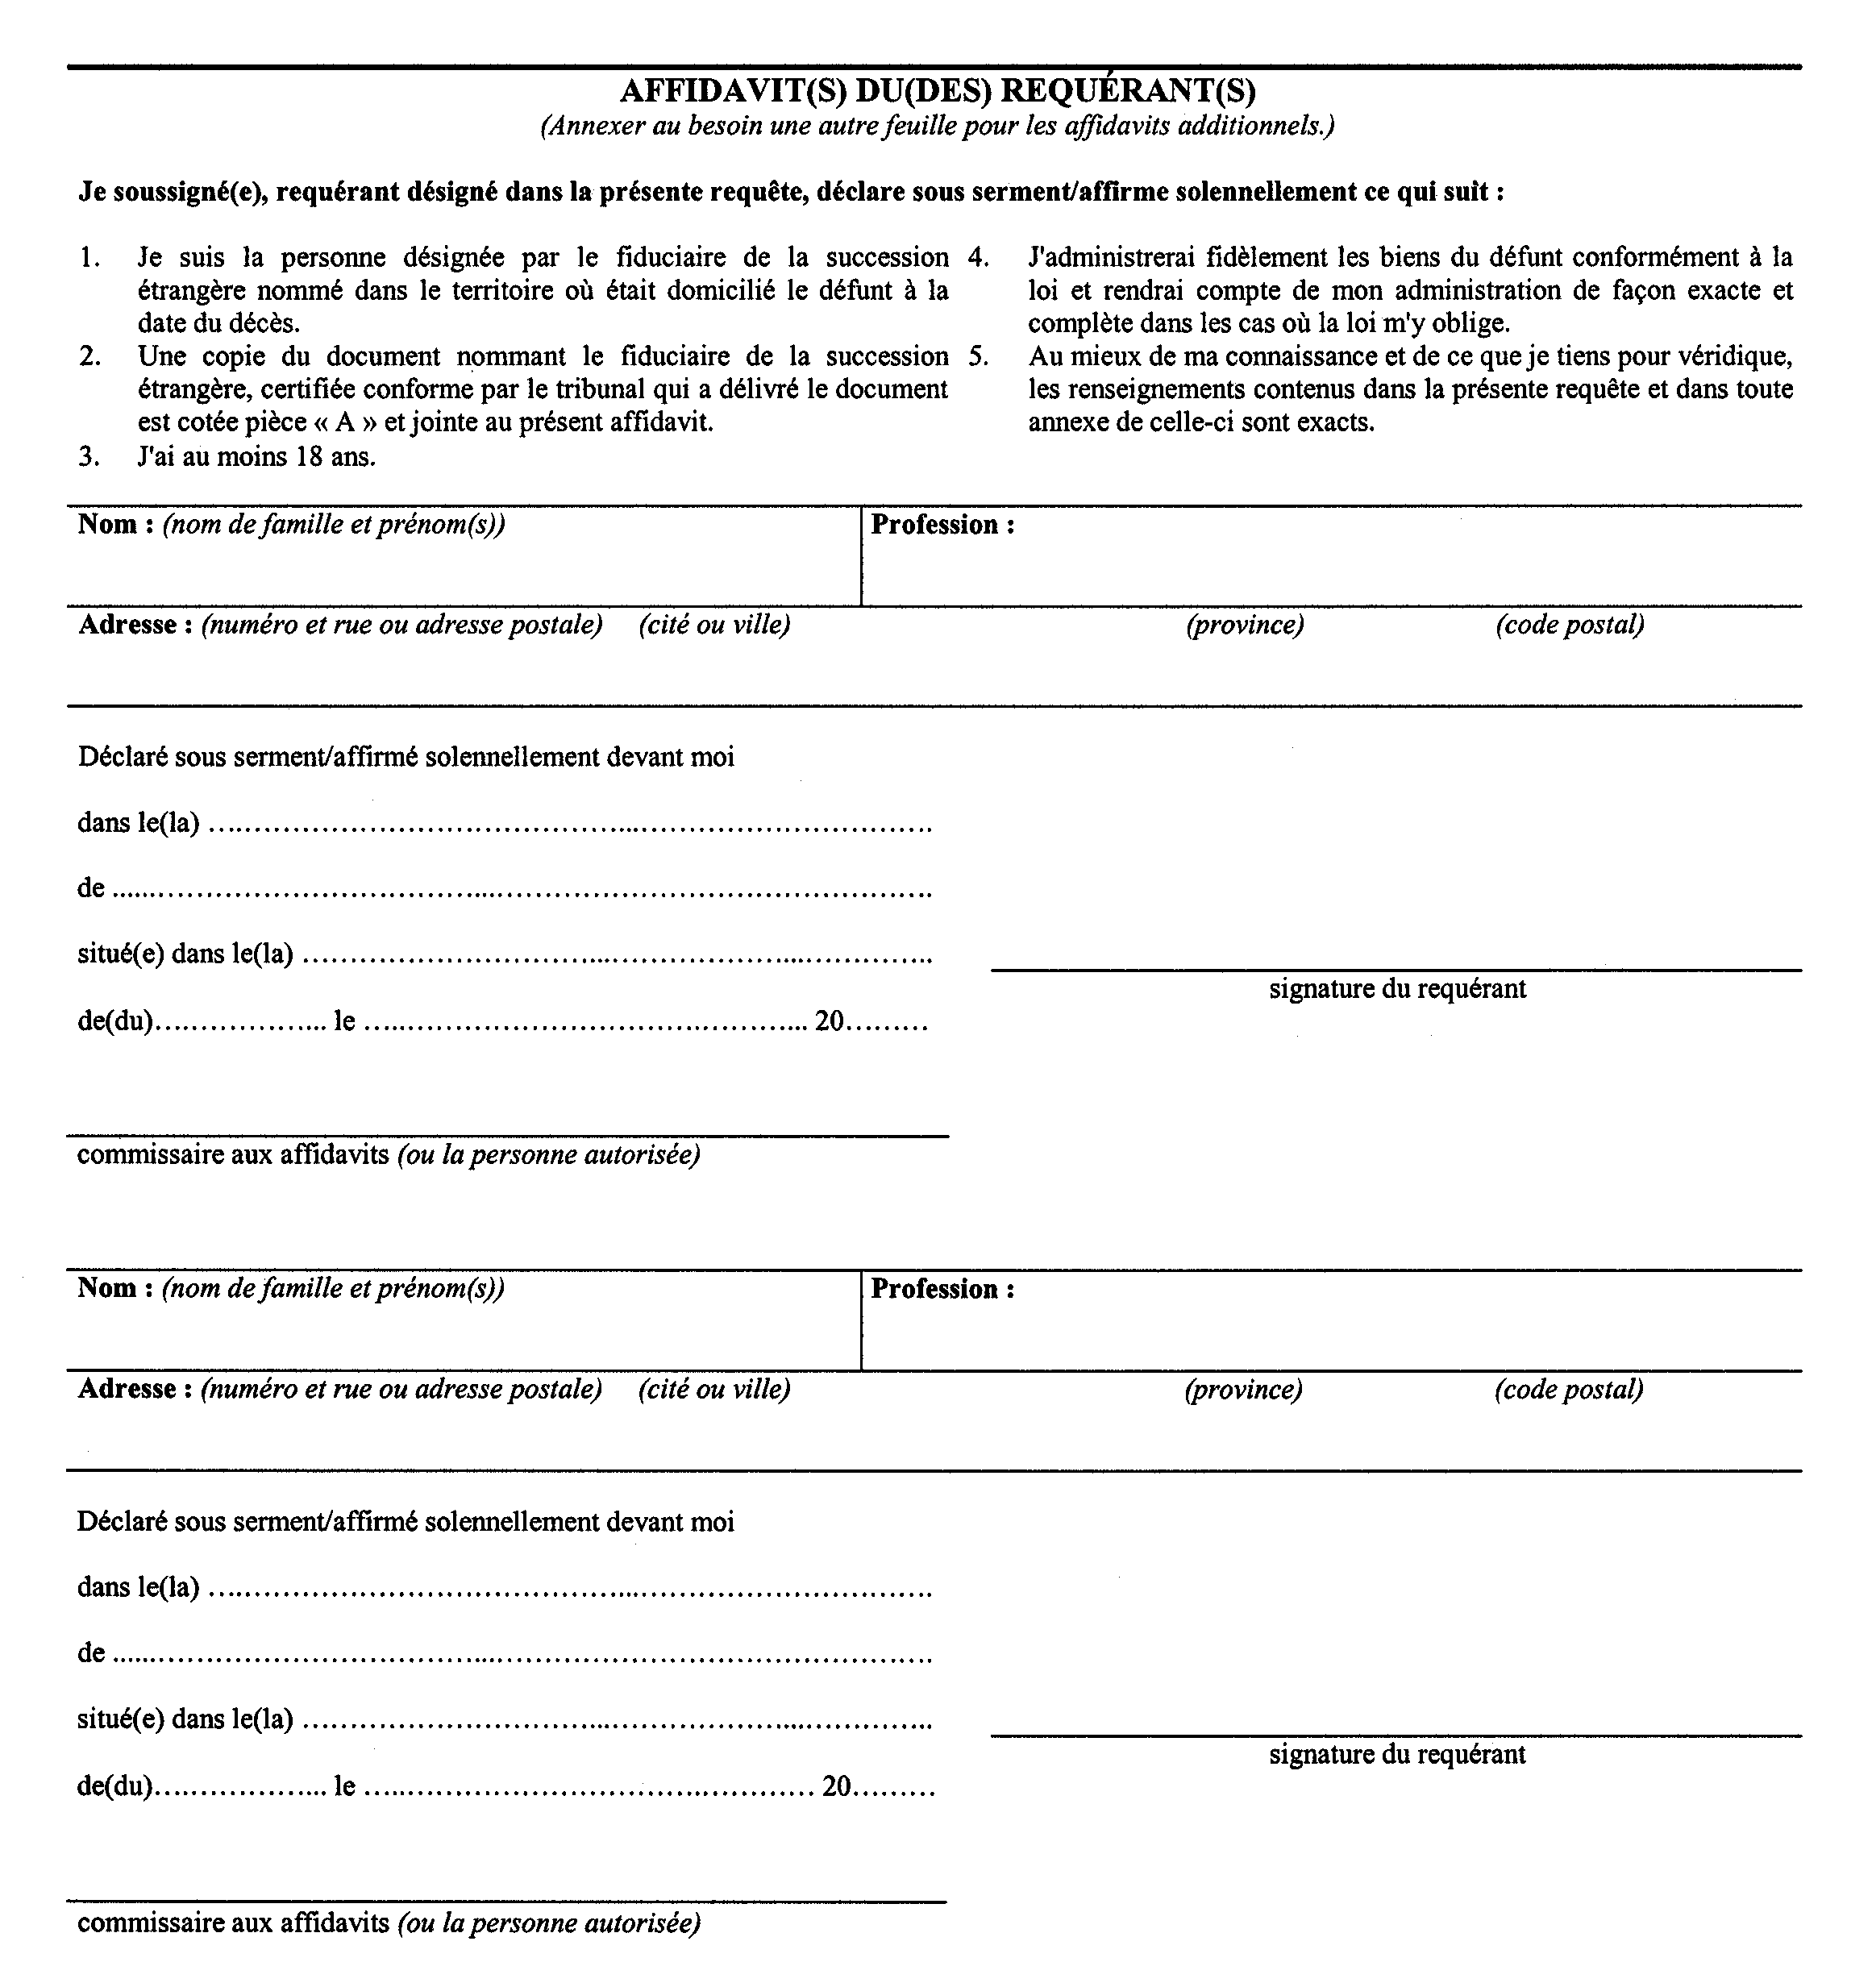 AFFIDAVIT(S) DU(DES) REQUÉRANT(S)
(Annexer au besoin une autre feuille pour les affidavits additionnels.)
Je soussigné(e), requérant désigné dans la présente requête, déclare sous serment/affirme solennellement ce qui suit :
1. Je suis la personne désignée par le fiduciaire de la succession
étrangère nommé dans le territoire où était domicilié le défunt à la
date du décès.
2. Une copie du document nommant le fiduciaire de la succession
étrangère, certifiée conforme par le tribunal qui a délivré le document
est cotée pièce « A » et jointe au présent affidavit.
3. J'ai au moins 18 ans.
4. J'administrerai fidèlement les biens du défunt conformément à la
loi et rendrai compte de mon administration de façon exacte et
complète dans les cas où la loi m'y oblige.
5. Au mieux de ma connaissance et de ce que je tiens pour véridique,
les renseignements contenus dans la présente requête et dans toute
annexe de celle-ci sont exacts.
Nom : (nom de famille et prénom(s))
Profession :
Adresse : (numéro et rue ou adresse postale) (cité ou ville) (province) (code postal)
Déclaré sous serment/affirmé solennellement devant moi
dans le(la) ..........................................................................
de ....................................................................................
situé(e) dans le(la) ................................................................
de(du)................... le .............................................. 20.........
signature du requérant
commissaire aux affidavits (ou la personne autorisée)
Nom : (nom de famille et prénom(s))
Profession :
Adresse : (numéro et rue ou adresse postale) (cité ou ville) (province) (code postal)
Déclaré sous serment/affirmé solennellement devant moi
dans le(la) ..........................................................................
de ....................................................................................
situé(e) dans le(la) ................................................................
de(du)................... le ............................................... 20.........
signature du requérant
commissaire aux affidavits (ou la personne autorisée)